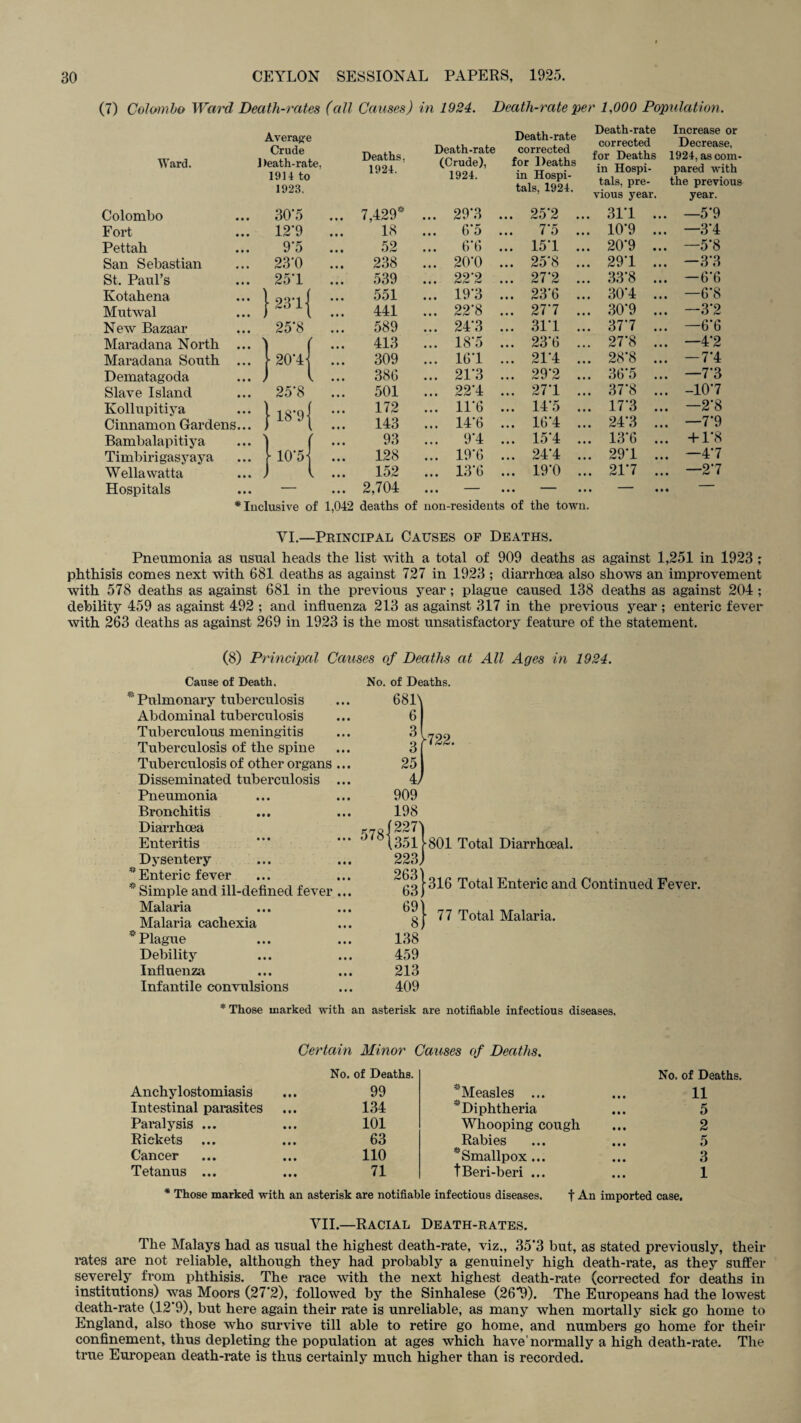 30 CEYLON SESSIONAL PAPERS, 1925.
(7) Colombo Ward Death-rates (all Causes) in 1924. Death-rate per 1,000 Population.
Ward. Average Crude Death-rate, 1914 to 1923. Deaths, 1924. Death-rate (Crude), 1924. Death-rate corrected for Deaths in Hospitals, 1924. Death-rate corrected for Deaths in Hospitals, previous year. Increase or Decrease, 1924, as compared with the previous year.
Colombo ... 30·5 ... 7,429* ... 29·3 ... 25·2 ... 31·1 ... —5·9
Fort ... 12·9 ... 18 ... 6·5 ... 7·5 ... 10·9 ... —3·4
Pettah ... 9·5 ... 52 ... 6·6 ... 15·1 ... 20·9 ... —5·8
San Sebastian ... 23·0 ... 238 ... 20·0 ... 25·8 ... 29·1 ... —3·3
St. Paul's ... 25·1 ... 539 ... 22·2 ... 27·2 ... 33·8 ... —6·6
Kotahena ... } 23·1 { ... 551 ... 19·3 ... 23·6 ... 30·4 ... —6·8
Mutwal ... } { ... 441 ... 22·8 ... 27·7 ... 30·9 ... —3·2
New Bazaar ... 25·8 ... 589 ... 24·3 ... 31·1 ... 37·7 ... —6·6
Maradana North ... } { ... 413 ... 18·5 ... 23·6 ... 27·8 ... —4·2
Maradana South ... } 20·4 { ... 309 ... 16·1 ... 21·4 ... 28·8 ... —7·4
Dematagoda ... } { ... 386 ... 21·3 ... 29·2 ... 36·5 ... —7·3
Slave Island ... 25·8 ... 501 ... 22·4 ... 27·1 ... 37·8 ... -10·7
Kollupitiya ... } 18·9 { ... 172 ... 11·6 ... 14·5 ... 17·3 ... —2·8
Cinnamon Gardens... } { ... 143 ... 14·6 ... 16·4 ... 24·3 ... —7·9
Bambalapitiya ... } { ... 93 ... 9·4 ... 15·4 ... 13·6 ... +1·8
Timbirigasyaya ... } 10·5 { ... 128 ... 19·6 ... 24·4 ... 29·1 ... —4·7
Wellawatta ... } { ... 152 ... 13·6 ... 19·0 ... 21·7 ... —2·7
Hospitals ... — ... 2,704 ... — ... — ... — ... —
* Inclusive of 1,042 deaths of non-residents of the town.
VI.—PRINCIPAL CAUSES OF DEATHS.
Pneumonia as usual heads the list with a total of 909 deaths as against 1,251 in 1923 ;
phthisis comes next with 681 deaths as against 727 in 1923 ; diarrhœa also shows an improvement
with 578 deaths as against 681 in the previous year ; plague caused 138 deaths as against 204 ;
debility 459 as against 492 ; and influenza 213 as against 317 in the previous year ; enteric fever
with 263 deaths as against 269 in 1923 is the most unsatisfactory feature of the statement.
(8) Principal Causes of Deaths at All Ages in 1924.
Cause of Death. No. of Deaths.
* Pulmonary tuberculosis ... 681
Abdominal tuberculosis ... 6
Tuberculous meningitis ... 3 } 722.
Tuberculosis of the spine ... 3
Tuberculosis of other organs ... 25
Disseminated tuberculosis ... 4
Pneumonia ... ... 909
Bronchitis ... ... 198
Diarrhœa 578 { 227 }
Enteritis ... ... { 351 } 801 Total Diarrhœal.
Dysentery ... ... 223 }
* Enteric fever ... ... 263 } 316 Total Enteric and Continued Fever.
* Simple and ill-defined fever ... 63 }
Malaria ... ... 69 } 77 Total Malaria.
Malaria cachexia ... 8 }
* Plague ... ... 138
Debility ... ... 459
Influenza ... ... 213
Infantile convulsions ... 409
* Those marked with an asterisk are notifiable infectious diseases.
Certain Minor Causes of Deaths.
No. of Deaths. No. of Deaths.
Anchylostomiasis ... 99 *Measles ... ... 11
Intestinal parasites ... 134 *Diphtheria ... 5
Paralysis ... ... 101 Whooping cough ... 2
Rickets ... ... 63 Rabies ... ... 5
Cancer ... ... 110 *Smallpox ... ... 3
Tetanus ... ... 71 †Beri-beri ... ... 1
* Those marked with an asterisk are notifiable infectious diseases. † An imported case.
VII.—RACIAL DEATH-RATES.
The Malays had as usual the highest death-rate, viz., 35·3 but, as stated previously, their
rates are not reliable, although they had probably a genuinely high death-rate, as they suffer
severely from phthisis. The race with the next highest death-rate (corrected for deaths in
institutions) was Moors (27·2), followed by the Sinhalese (26·9). The Europeans had the lowest
death-rate (12·9), but here again their rate is unreliable, as many when mortally sick go home to
England, also those who survive till able to retire go home, and numbers go home for their
confinement, thus depleting the population at ages which have normally a high death-rate. The
true European death-rate is thus certainly much higher than is recorded.